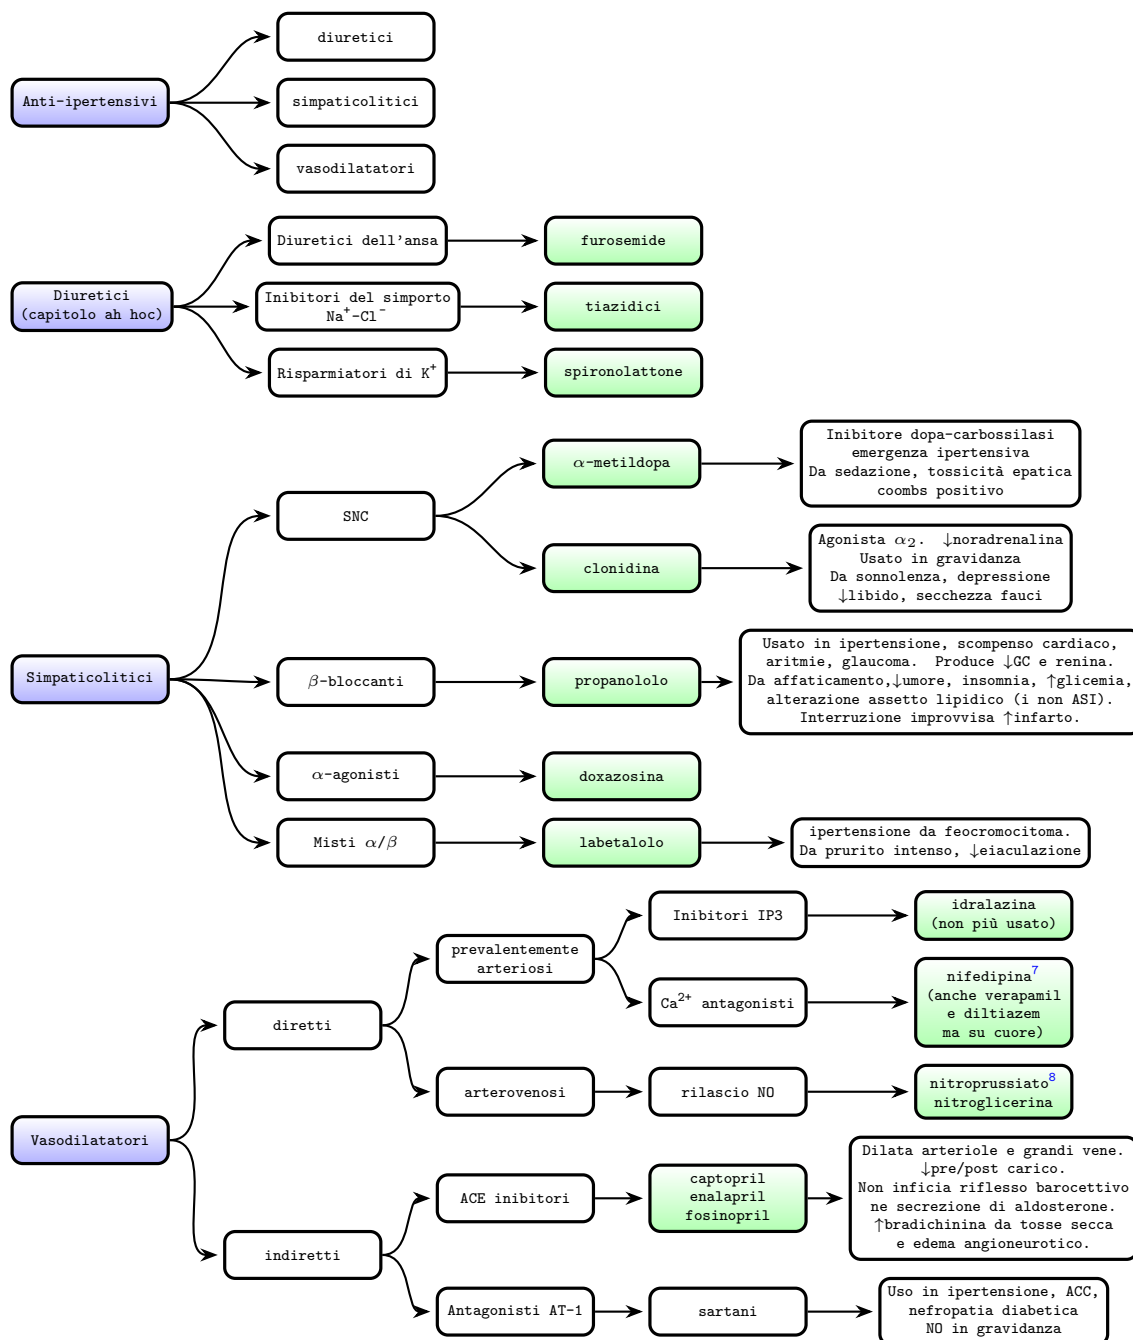 diuretici
Anti-ipertensivi
simpaticolitici
vasodilatatori
Diuretici dell'ansa
furosemide
Diuretici
(capitolo ah hoc)
Inibitori del simporto
Na⁺-Cl⁻
tiazidici
Risparmiatori di K⁺
spironolattone
Simpaticolitici
SNC
α-metildopa
Inibitore dopa-carbossilasi
emergenza ipertensiva
Da sedazione, tossicità epatica
coombs positivo
clonidina
Agonista α₂. ↓noradrenalina
Usato in gravidanza
Da sonnolenza, depressione
↓libido, secchezza fauci
β-bloccanti
propanololo
Usato in ipertensione, scompenso cardiaco,
aritmie, glaucoma. Produce ↓GC e renina.
Da affaticamento,↓umore, insomnia, ↑glicemia,
alterazione assetto lipidico (i non ASI).
Interruzione improvvisa ↑infarto.
α-agonisti
doxazosina
Misti α/β
labetalolo
ipertensione da feocromocitoma.
Da prurito intenso, ↓eiaculazione
Vasodilatatori
diretti
prevalentemente
arteriosi
Inibitori IP3
idralazina
(non più usato)
Ca²⁺ antagonisti
nifedipina⁷
(anche verapamil
e diltiazem
ma su cuore)
arterovenosi
rilascio NO
nitroprussiato⁸
nitroglicerina
indiretti
ACE inibitori
captopril
enalapril
fosinopril
Dilata arteriole e grandi vene.
↓pre/post carico.
Non inficia riflesso barocettivo
ne secrezione di aldosterone.
↑bradichinina da tosse secca
e edema angioneurotico.
Antagonisti AT-1
sartani
Uso in ipertensione, ACC,
nefropatia diabetica
NO in gravidanza